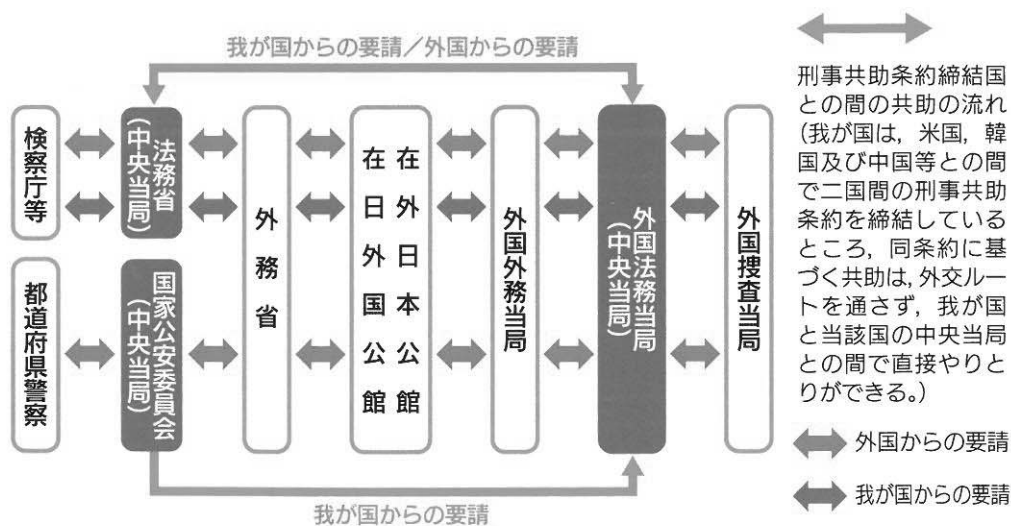 我が国からの要請／外国からの要請
検察庁等
法務省
（中央当局）
都道府県警察
国家公安委員会
（中央当局）
外務省
在外日本公館
在日外国公館
外国外務当局
外国法務当局
（中央当局）
外国捜査当局
我が国からの要請
刑事共助条約締結国
との間の共助の流れ
（我が国は，米国，韓
国及び中国等との間
で二国間の刑事共助
条約を締結している
ところ，同条約に基
づく共助は，外交ルー
トを通さず，我が国
と当該国の中央当局
との間で直接やりと
りができる。）
外国からの要請
我が国からの要請